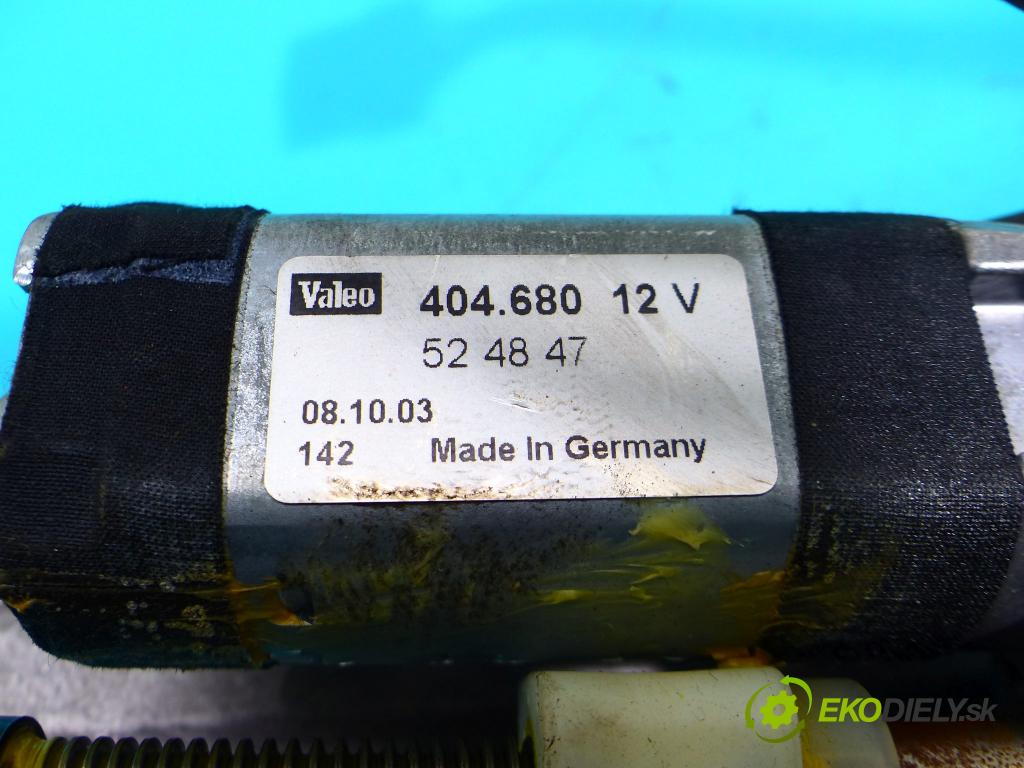 Valeo 404.680 12 V
52 48 47
08.10.03
142 Made In Germany
EKODIELY.sk